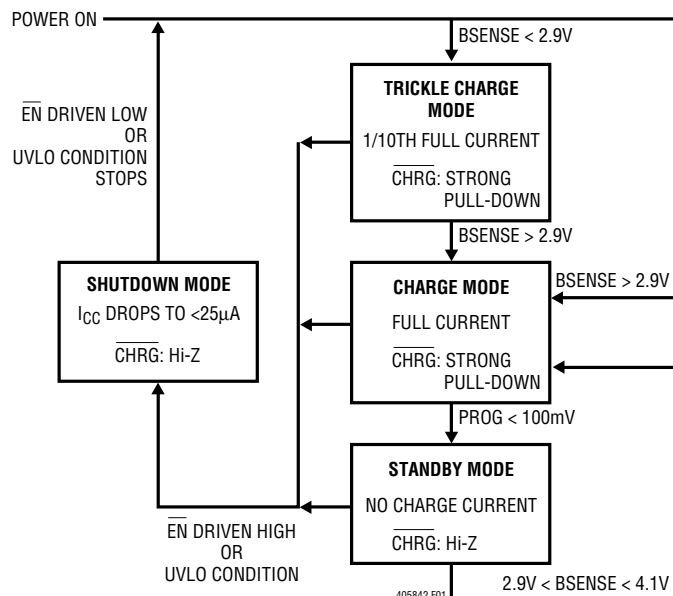 POWER ON
BSENSE < 2.9V
TRICKLE CHARGE
MODE
1/10TH FULL CURRENT
CHRG: STRONG
PULL-DOWN
EN DRIVEN LOW
OR
UVLO CONDITION
STOPS
BSENSE > 2.9V
SHUTDOWN MODE
ICC DROPS TO <25µA
CHRG: Hi-Z
CHARGE MODE
FULL CURRENT
CHRG: STRONG
PULL-DOWN
BSENSE > 2.9V
PROG < 100mV
STANDBY MODE
NO CHARGE CURRENT
CHRG: Hi-Z
EN DRIVEN HIGH
OR
UVLO CONDITION
405842 F01
2.9V < BSENSE < 4.1V